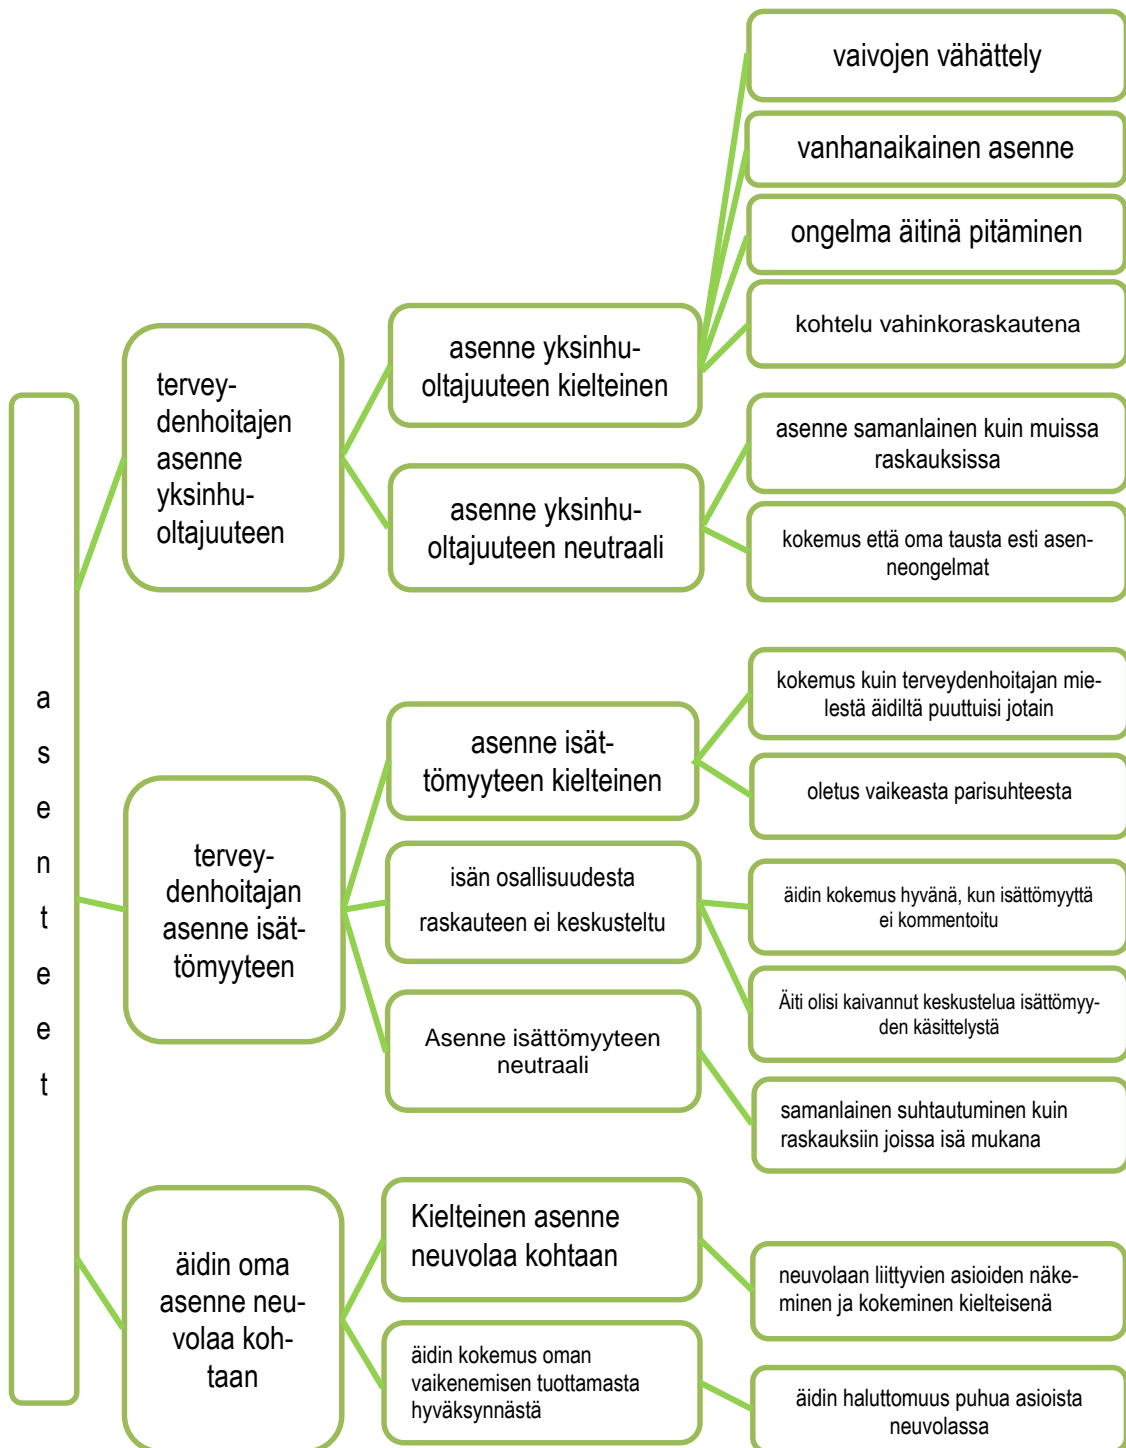 asenteet
tervey-
denhoitajen
asenne
yksinhu-
oltajuuteen
asenne yksinhu-
oltajuuteen kielteinen
vaivojen vähättely
vanhanaikainen asenne
ongelma äitinä pitäminen
kohtelu vahinkoraskautena
asenne yksinhu-
oltajuuteen neutraali
asenne samanlainen kuin muissa
raskauksissa
kokemus että oma tausta esti asen-
neongelmat
tervey-
denhoitajan
asenne isät-
tömyyteen
asenne isät-
tömyyteen kielteinen
kokemus kuin terveydenhoitajan mie-
lestä äidiltä puuttuisi jotain
oletus vaikeasta parisuhteesta
isän osallisuudesta
raskauteen ei keskusteltu
äidin kokemus hyvänä, kun isättömyyttä
ei kommentoitu
Äiti olisi kaivannut keskustelua isättömyy-
den käsittelystä
Asenne isättömyyteen
neutraali
samanlainen suhtautuminen kuin
raskauksiin joissa isä mukana
äidin oma
asenne neu-
volaa koh-
taan
Kielteinen asenne
neuvolaa kohtaan
neuvolaan liittyvien asioiden näke-
minen ja kokeminen kielteisenä
äidin kokemus oman
vaikenemisen tuottamasta
hyväksynnästä
äidin haluttomuus puhua asioista
neuvolassa